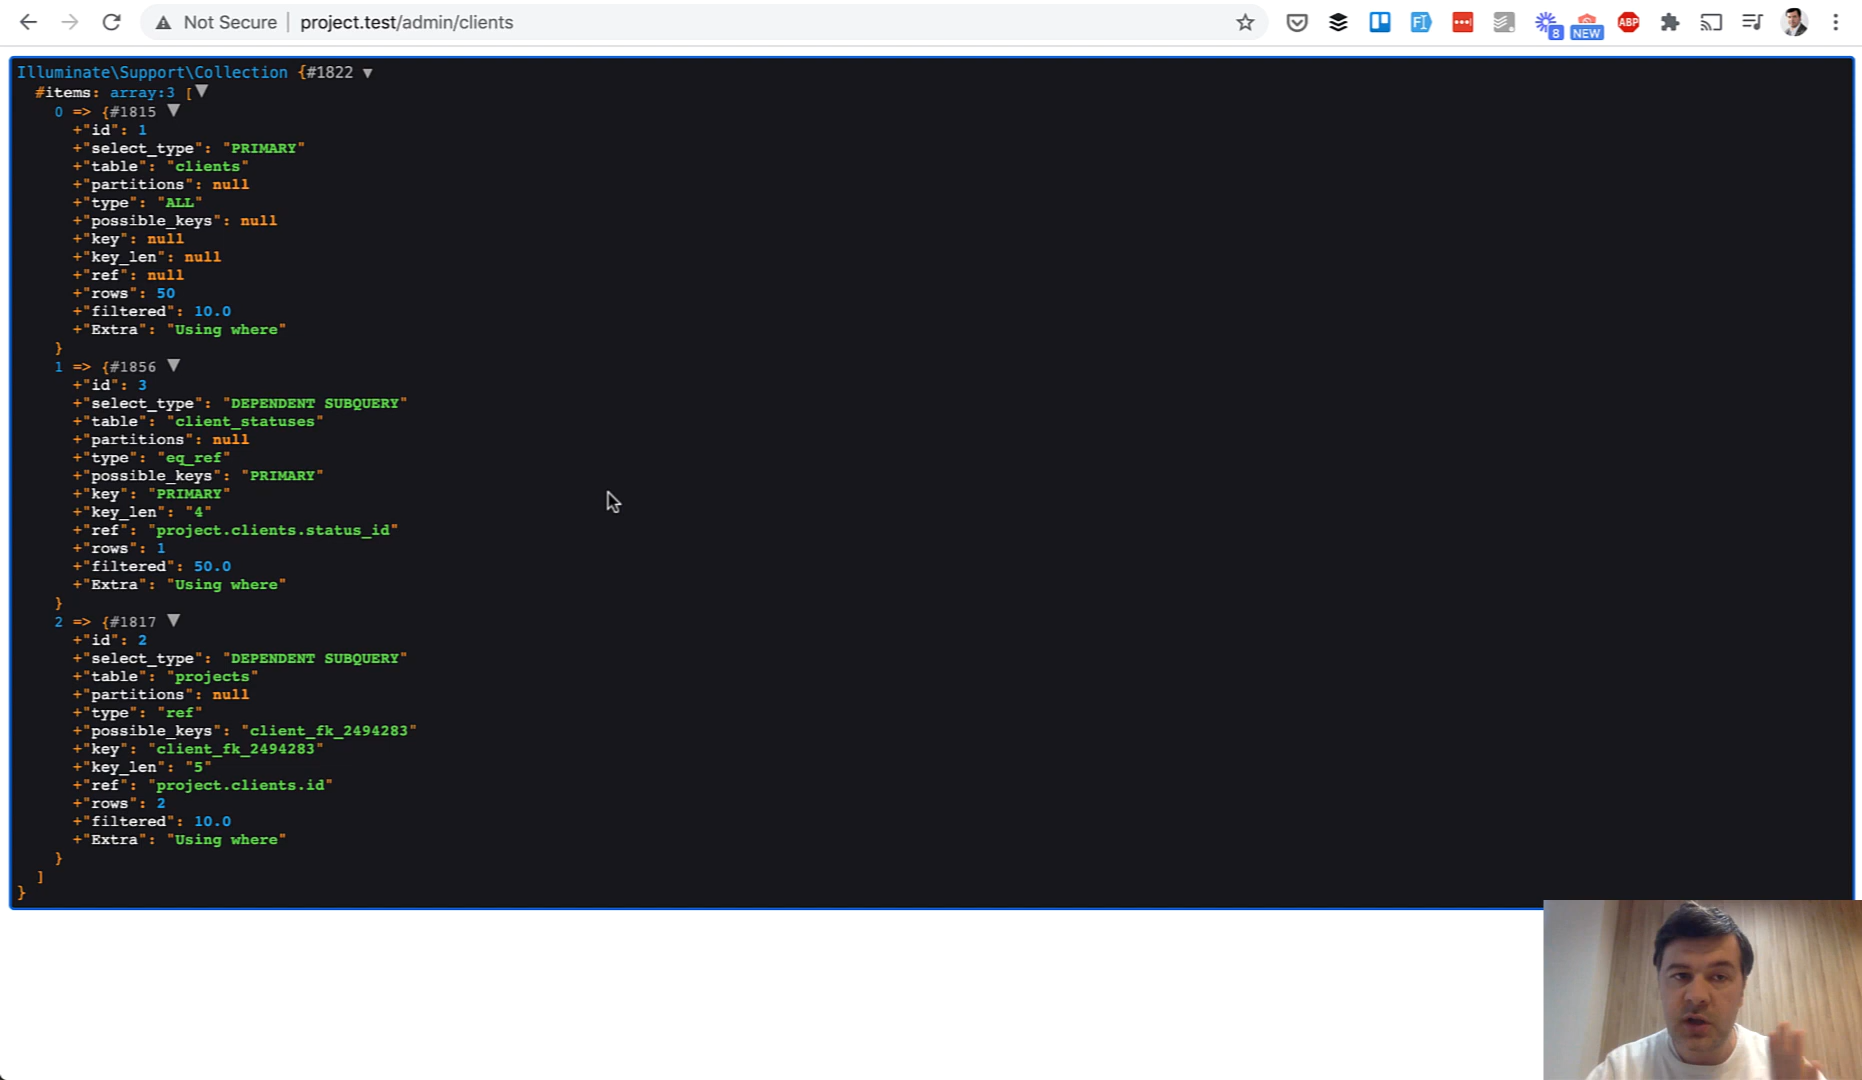 Not Secure project.test/admin/clients
8
NEW
ABP
Illuminate\Support\Collection {#1822 ▼
#items: array:3 [▼
0 => {#1815 ▼
+"id": 1
+"select_type": "PRIMARY"
+"table": "clients"
+"partitions": null
+"type": "ALL"
+"possible_keys": null
+"key": null
+"key_len": null
+"ref": null
+"rows": 50
+"filtered": 10.0
+"Extra": "Using where"
}
1 => {#1856 ▼
+"id": 3
+"select_type": "DEPENDENT SUBQUERY"
+"table": "client_statuses"
+"partitions": null
+"type": "eq_ref"
+"possible_keys": "PRIMARY"
+"key": "PRIMARY"
+"key_len": "4"
+"ref": "project.clients.status_id"
+"rows": 1
+"filtered": 50.0
+"Extra": "Using where"
}
2 => {#1817 ▼
+"id": 2
+"select_type": "DEPENDENT SUBQUERY"
+"table": "projects"
+"partitions": null
+"type": "ref"
+"possible_keys": "client_fk_2494283"
+"key": "client_fk_2494283"
+"key_len": "5"
+"ref": "project.clients.id"
+"rows": 2
+"filtered": 10.0
+"Extra": "Using where"
}
]
}